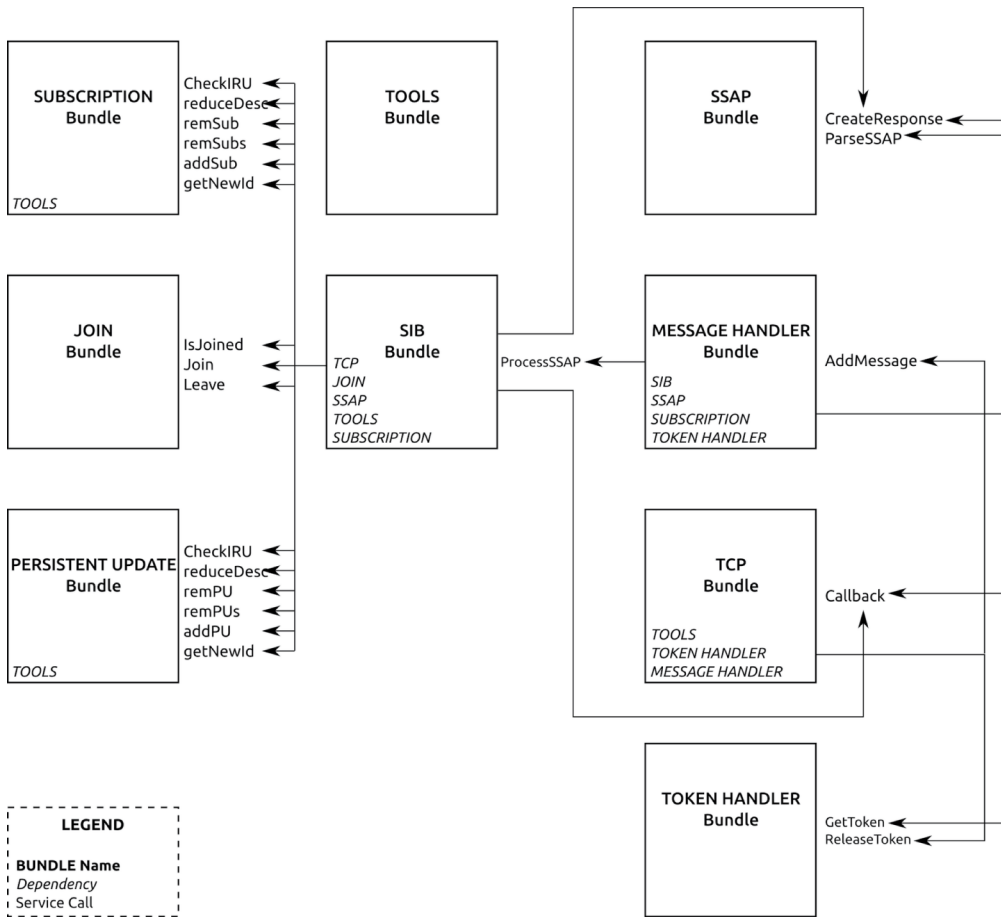 SUBSCRIPTION
Bundle
TOOLS
CheckIRU
reduceDesc
remSub
remSubs
addSub
getNewId
TOOLS
Bundle
SSAP
Bundle
CreateResponse
ParseSSAP
JOIN
Bundle
IsJoined
Join
Leave
SIB
Bundle
TCP
JOIN
SSAP
TOOLS
SUBSCRIPTION
ProcessSSAP
MESSAGE HANDLER
Bundle
SIB
SSAP
SUBSCRIPTION
TOKEN HANDLER
AddMessage
PERSISTENT UPDATE
Bundle
TOOLS
CheckIRU
reduceDesc
remPU
remPUs
addPU
getNewId
TCP
Bundle
TOOLS
TOKEN HANDLER
MESSAGE HANDLER
Callback
TOKEN HANDLER
Bundle
GetToken
ReleaseToken
LEGEND
BUNDLE Name
Dependency
Service Call